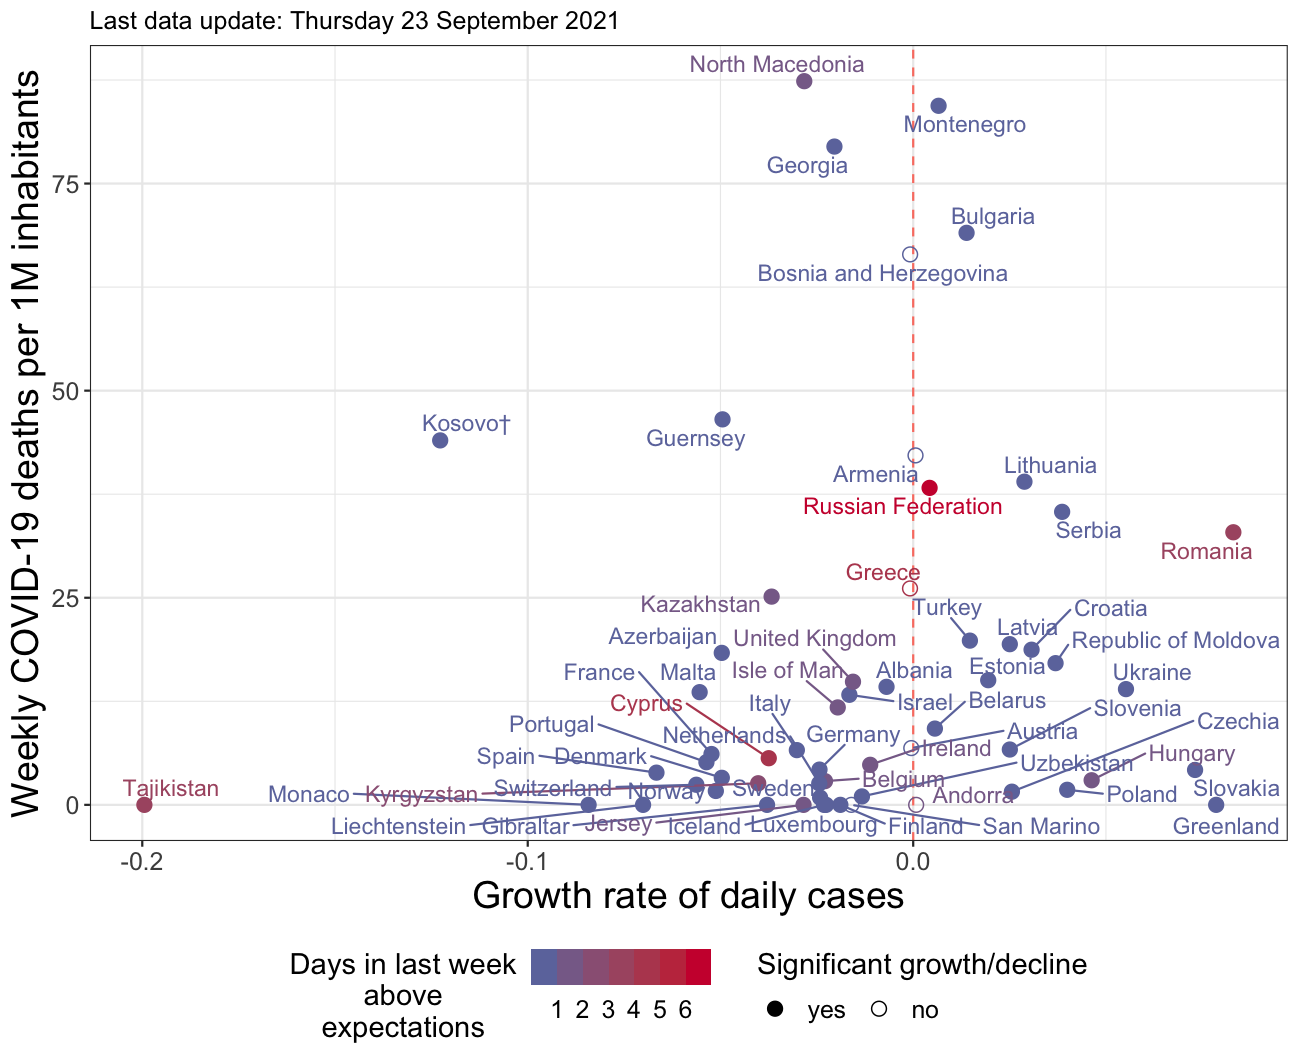 Last data update: Thursday 23 September 2021
Weekly COVID-19 deaths per 1M inhabitants
75
50
25
0
North Macedonia
Montenegro
Georgia
Bulgaria
Bosnia and Herzegovina
Kosovo†
Guernsey
Armenia
Lithuania
Russian Federation
Serbia
Romania
Greece
Kazakhstan
Turkey
Croatia
Azerbaijan
United Kingdom
Latvia
Republic of Moldova
France
Malta
Isle of Man
Albania
Estonia
Ukraine
Cyprus
Italy
Israel
Belarus
Slovenia
Portugal
Netherlands
Germany
Austria
Czechia
Spain
Denmark
Ireland
Uzbekistan
Hungary
Tajikistan
Monaco
Kyrgyzstan
Switzerland
Norway
Sweden
Belgium
Andorra
Poland
Slovakia
Liechtenstein
Gibraltar
Jersey
Iceland
Luxembourg
Finland
San Marino
Greenland
-0.2
-0.1
0.0
Growth rate of daily cases
Days in last week
above
expectations
1 2 3 4 5 6
Significant growth/decline
yes
no